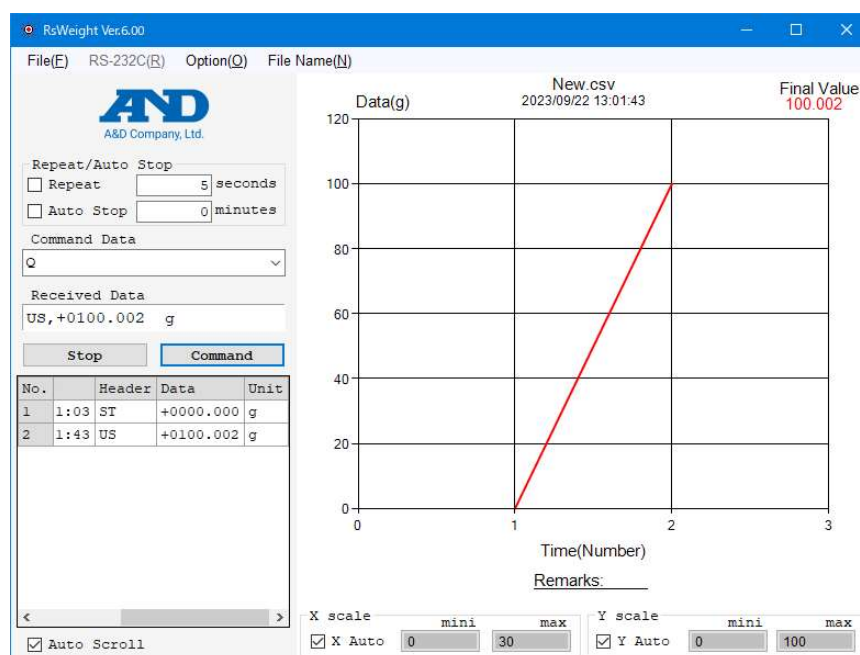 RsWeight Ver.6.00
File(F) RS-232C(R) Option(O) File Name(N)
AND
A&D Company, Ltd.
Repeat/Auto Stop
Repeat 5 seconds
Auto Stop 0 minutes
Command Data
Q
Received Data
US,+0100.002 g
Stop Command
No. Header Data Unit
1 1:03 ST +0000.000 g
2 1:43 US +0100.002 g
Auto Scroll
New.csv
Data(g) 2023/09/22 13:01:43 Final Value
100.002
120
100
80
60
40
20
0
0 1 2 3
Time(Number)
Remarks:
X scale mini max
X Auto 0 30
Y scale mini max
Y Auto 0 100